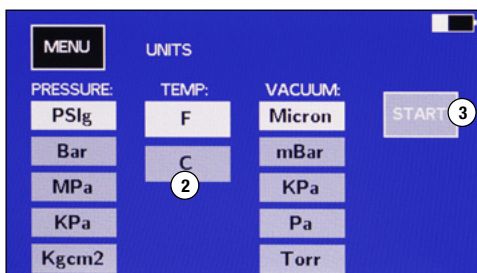 MENU UNITS
PRESSURE: TEMP: VACUUM:
PSIg F Micron START 3
Bar C mBar
2
MPa KPa
KPa Pa
Kgcm2 Torr